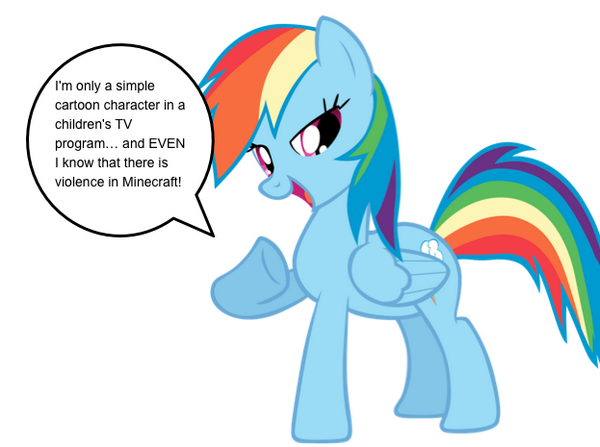 I'm only a simple
cartoon character in a
children's TV
program... and EVEN
I know that there is
violence in Minecraft!